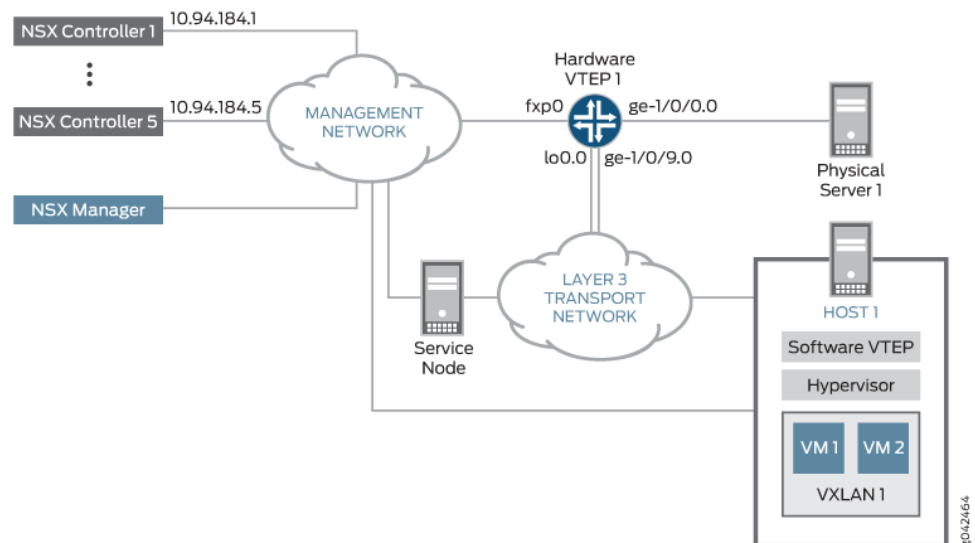 NSX Controller 1
10.94.184.1
NSX Controller 5
10.94.184.5
NSX Manager
MANAGEMENT
NETWORK
Hardware
VTEP 1
fxp0
ge-1/0/0.0
lo0.0
ge-1/0/9.0
Physical
Server 1
LAYER 3
TRANSPORT
NETWORK
Service
Node
HOST 1
Software VTEP
Hypervisor
VM 1
VM 2
VXLAN 1
g042464